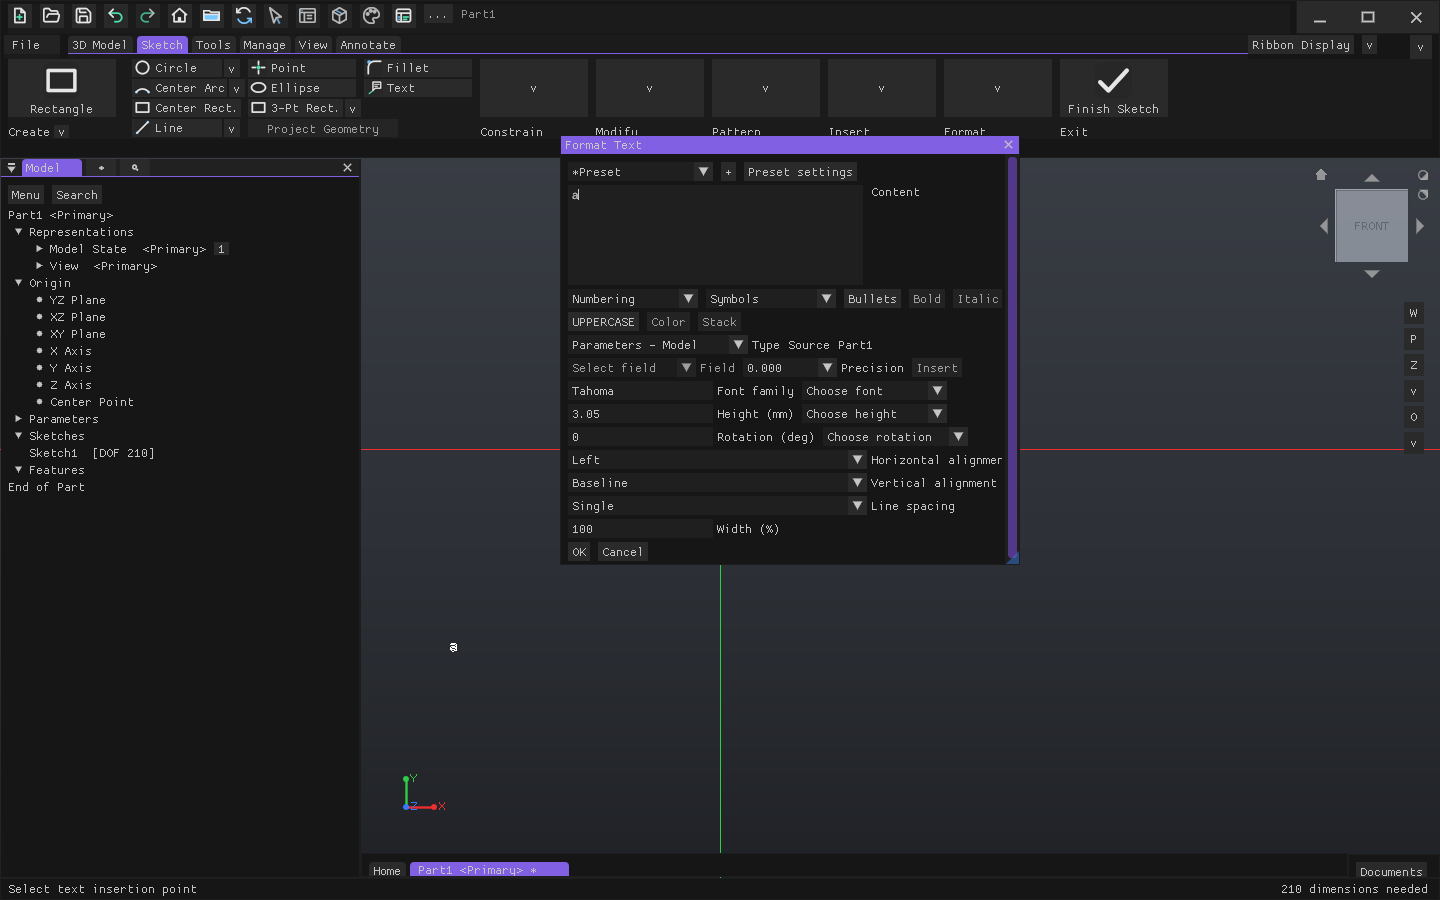 ... Part1
File 3D Model Sketch Tools Manage View Annotate Ribbon Display v v
Circle v Point Fillet
Center Arc v Ellipse Text v v v v v
Rectangle Center Rect. 3-Pt Rect. v Finish Sketch
Create v Line v Project Geometry Constrain Modify Pattern Insert Format Exit
Model
Menu Search
Part1 <Primary>
Representations
Model State <Primary> 1
View <Primary>
Origin
YZ Plane
XZ Plane
XY Plane
X Axis
Y Axis
Z Axis
Center Point
Parameters
Sketches
Sketch1 [DOF 210]
Features
End of Part
Format Text
*Preset + Preset settings
a Content
Numbering Symbols Bullets Bold Italic
UPPERCASE Color Stack
Parameters - Model Type Source Part1
Select field Field 0.000 Precision Insert
Tahoma Font family Choose font
3.05 Height (mm) Choose height
0 Rotation (deg) Choose rotation
Left Horizontal alignmen
Baseline Vertical alignment
Single Line spacing
100 Width (%)
OK Cancel
FRONT
W
P
Z
v
O
v
a
Y
Z X
Home Part1 <Primary> * Documents
Select text insertion point 210 dimensions needed